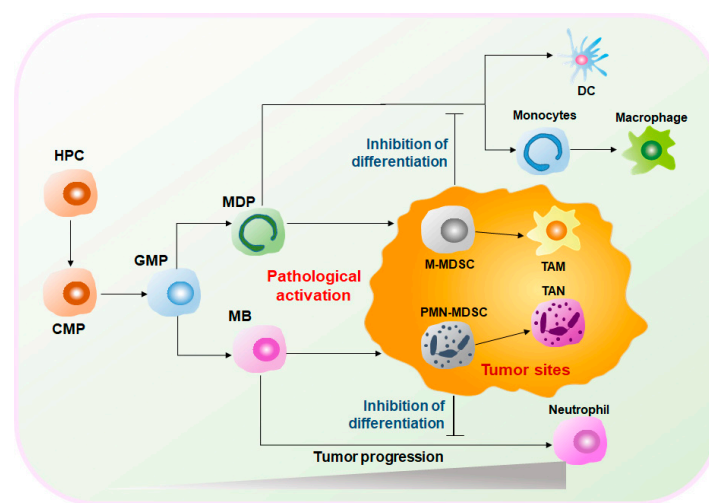 DC
Monocytes
Macrophage
Inhibition of
differentiation
HPC
MDP
GMP
M-MDSC
TAM
Pathological
activation
TAN
CMP
MB
PMN-MDSC
Tumor sites
Inhibition of
differentiation
Neutrophil
Tumor progression